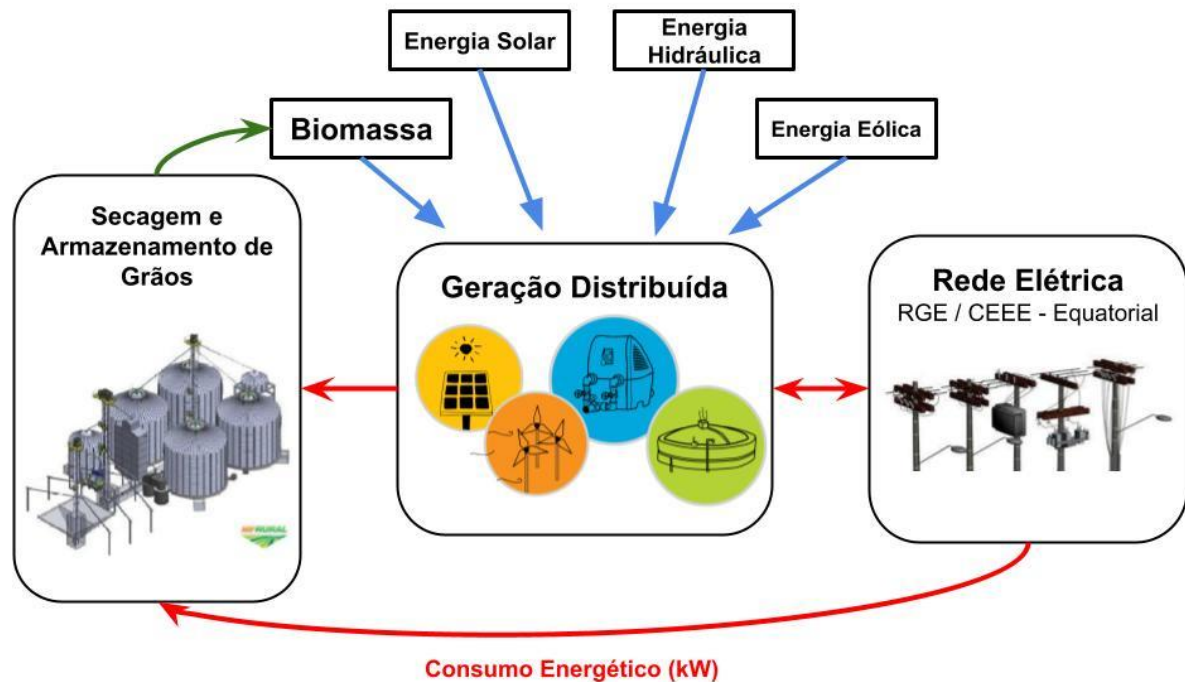 Energia Solar
Energia
Hidráulica
Biomassa
Energia Eólica
Secagem e
Armazenamento de
Grãos
Geração Distribuída
Rede Elétrica
RGE / CEEE - Equatorial
MFRURAL
Consumo Energético (kW)